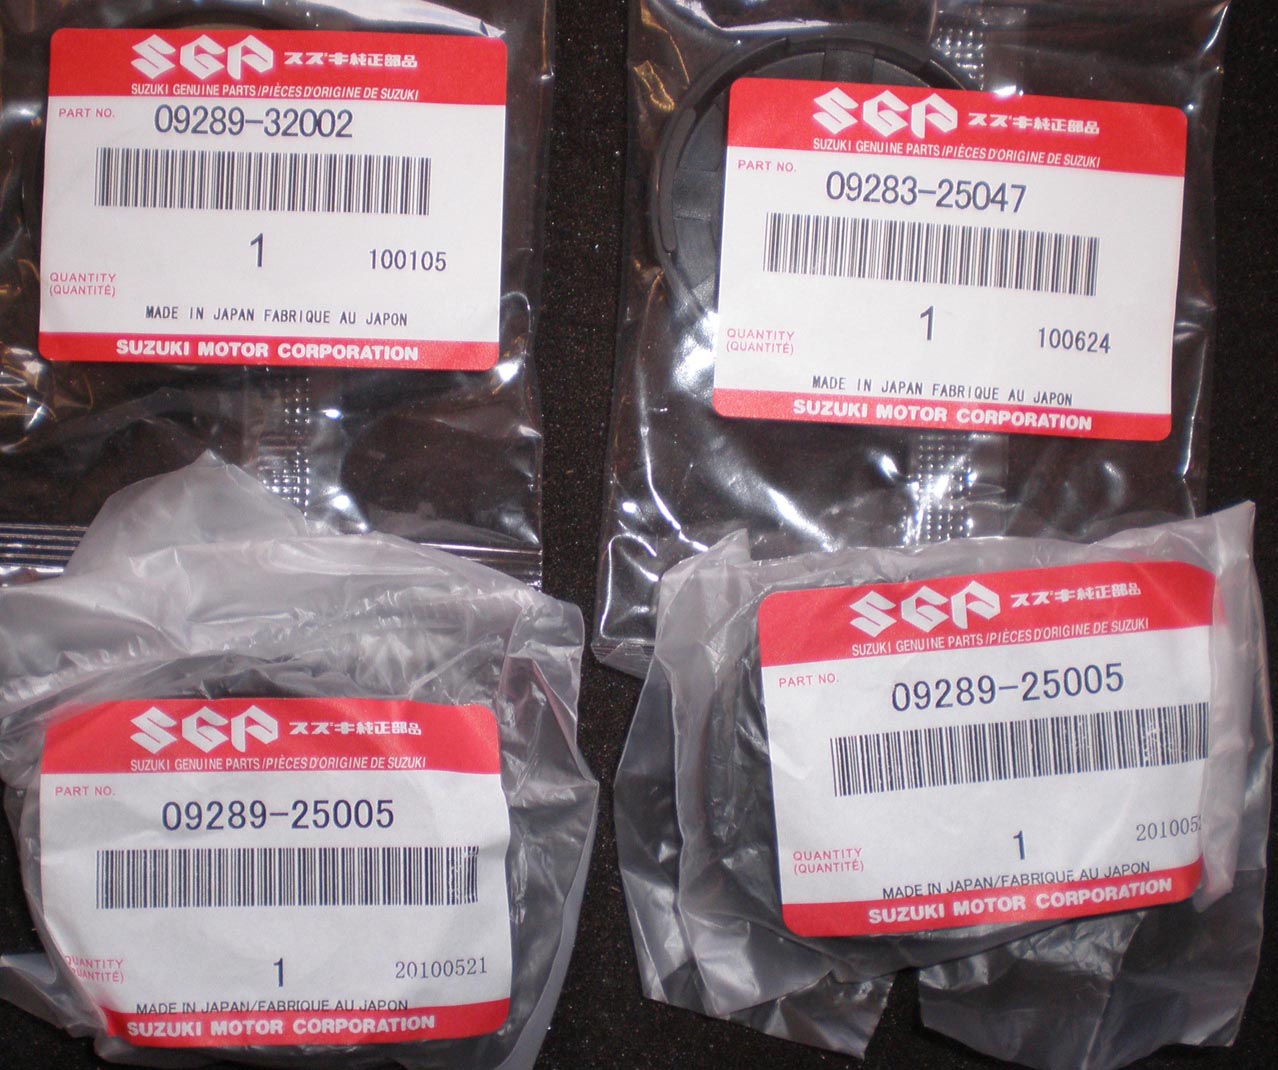 SGP スズキ純正部品
SUZUKI GENUINE PARTS/PIÈCES D'ORIGINE DE SUZUKI
PART NO.
09289-32002
1
100105
QUANTITY
(QUANTITÉ)
MADE IN JAPAN FABRIQUE AU JAPON
SUZUKI MOTOR CORPORATION
SGP スズキ純正部品
SUZUKI GENUINE PARTS/PIÈCES D'ORIGINE DE SUZUKI
PART NO.
09283-25047
1
100624
QUANTITY
(QUANTITÉ)
MADE IN JAPAN FABRIQUE AU JAPON
SUZUKI MOTOR CORPORATION
SGP スズキ純正部品
SUZUKI GENUINE PARTS/PIÈCES D'ORIGINE DE SUZUKI
PART NO.
09289-25005
1
20100521
QUANTITY
(QUANTITÉ)
MADE IN JAPAN/FABRIQUE AU JAPON
SUZUKI MOTOR CORPORATION
SGP スズキ純正部品
SUZUKI GENUINE PARTS/PIÈCES D'ORIGINE DE SUZUKI
PART NO.
09289-25005
1
2010052
QUANTITY
(QUANTITÉ)
MADE IN JAPAN/FABRIQUE AU JAPON
SUZUKI MOTOR CORPORATION